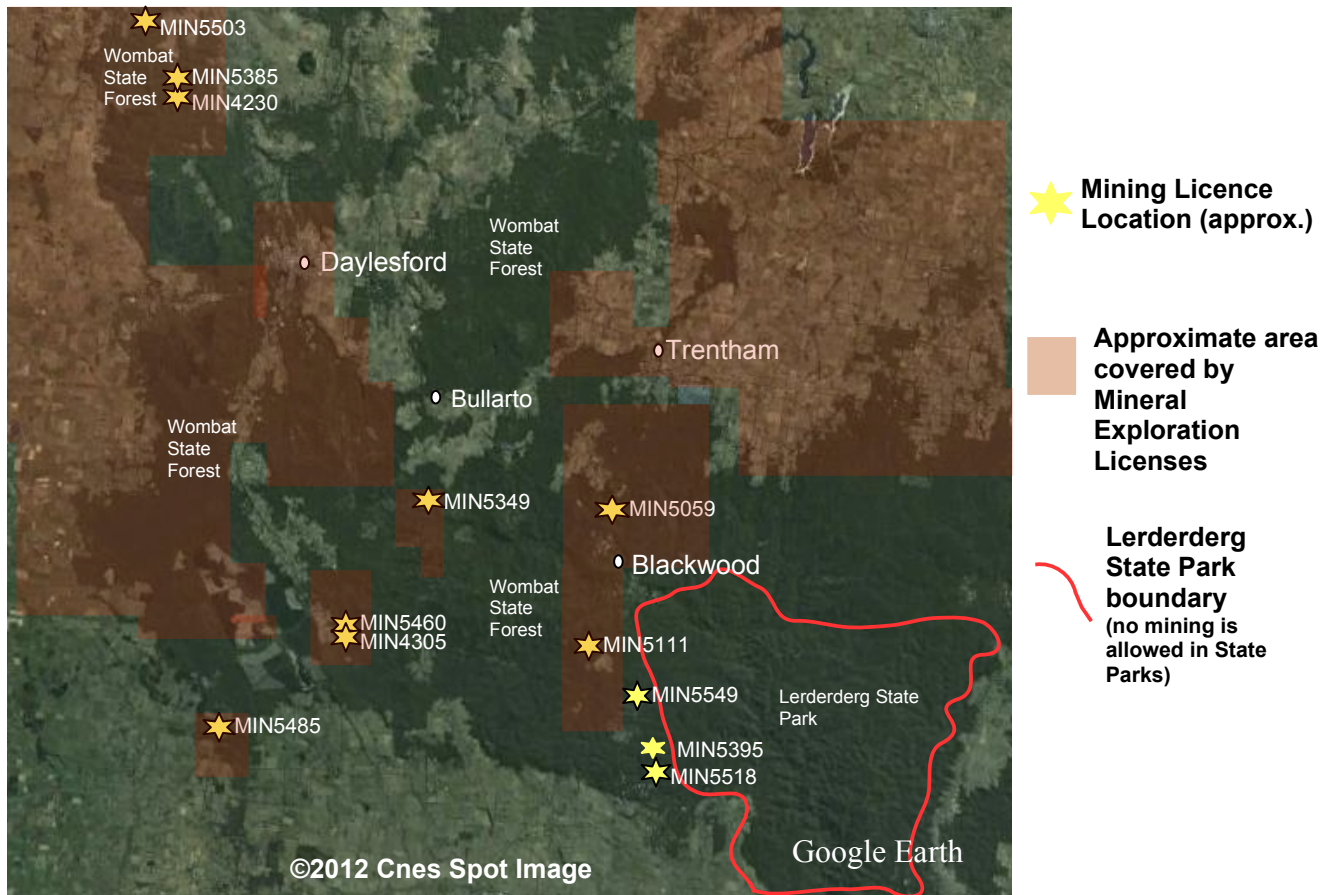 MIN5503
Wombat
State
Forest
MIN5385
MIN4230
Wombat
State
Forest
Daylesford
Trentham
Bullarto
Wombat
State
Forest
MIN5349
MIN5059
Blackwood
Wombat
State
Forest
MIN5460
MIN4305
MIN5111
MIN5549
Lerderderg State
Park
MIN5485
MIN5395
MIN5518
©2012 Cnes Spot Image
Google Earth
Mining Licence
Location (approx.)
Approximate area
covered by
Mineral
Exploration
Licenses
Lerderderg
State Park
boundary
(no mining is
allowed in State
Parks)